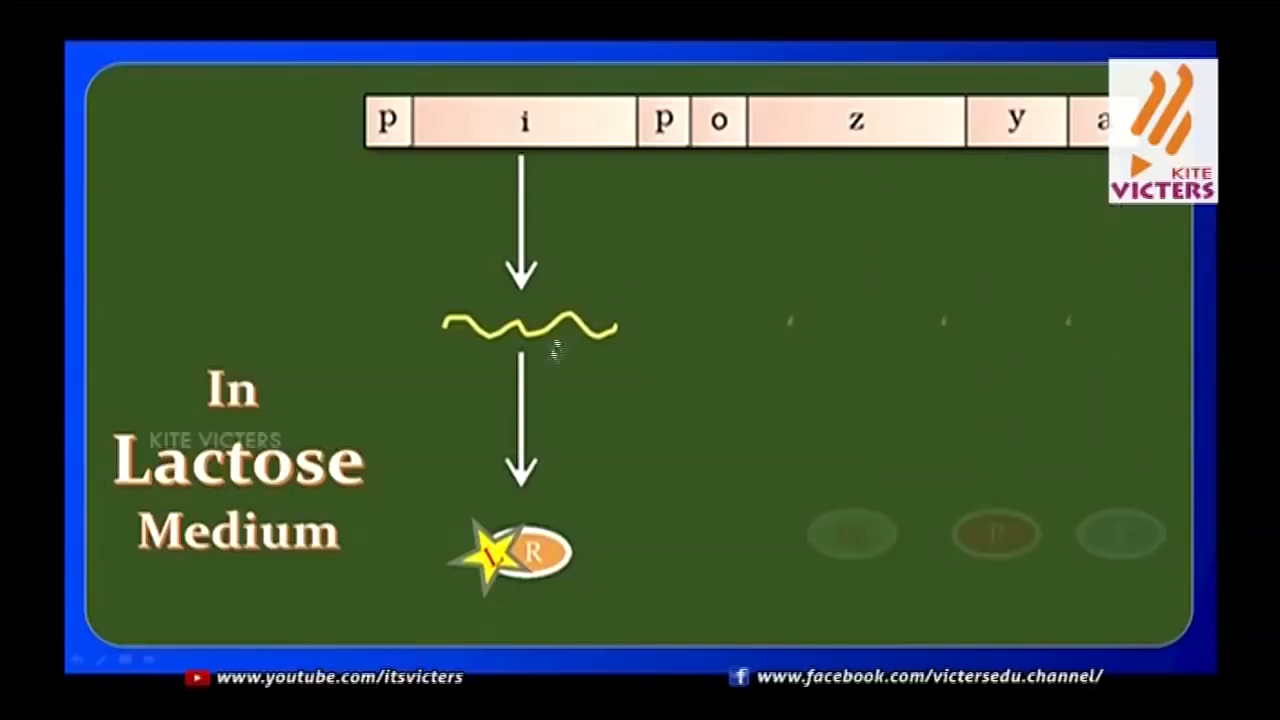 p i p o z y a
KITE
VICTERS
In
KITE VICTERS
Lactose
Medium
L R
www.youtube.com/itsvicters
www.facebook.com/victersedu.channel/